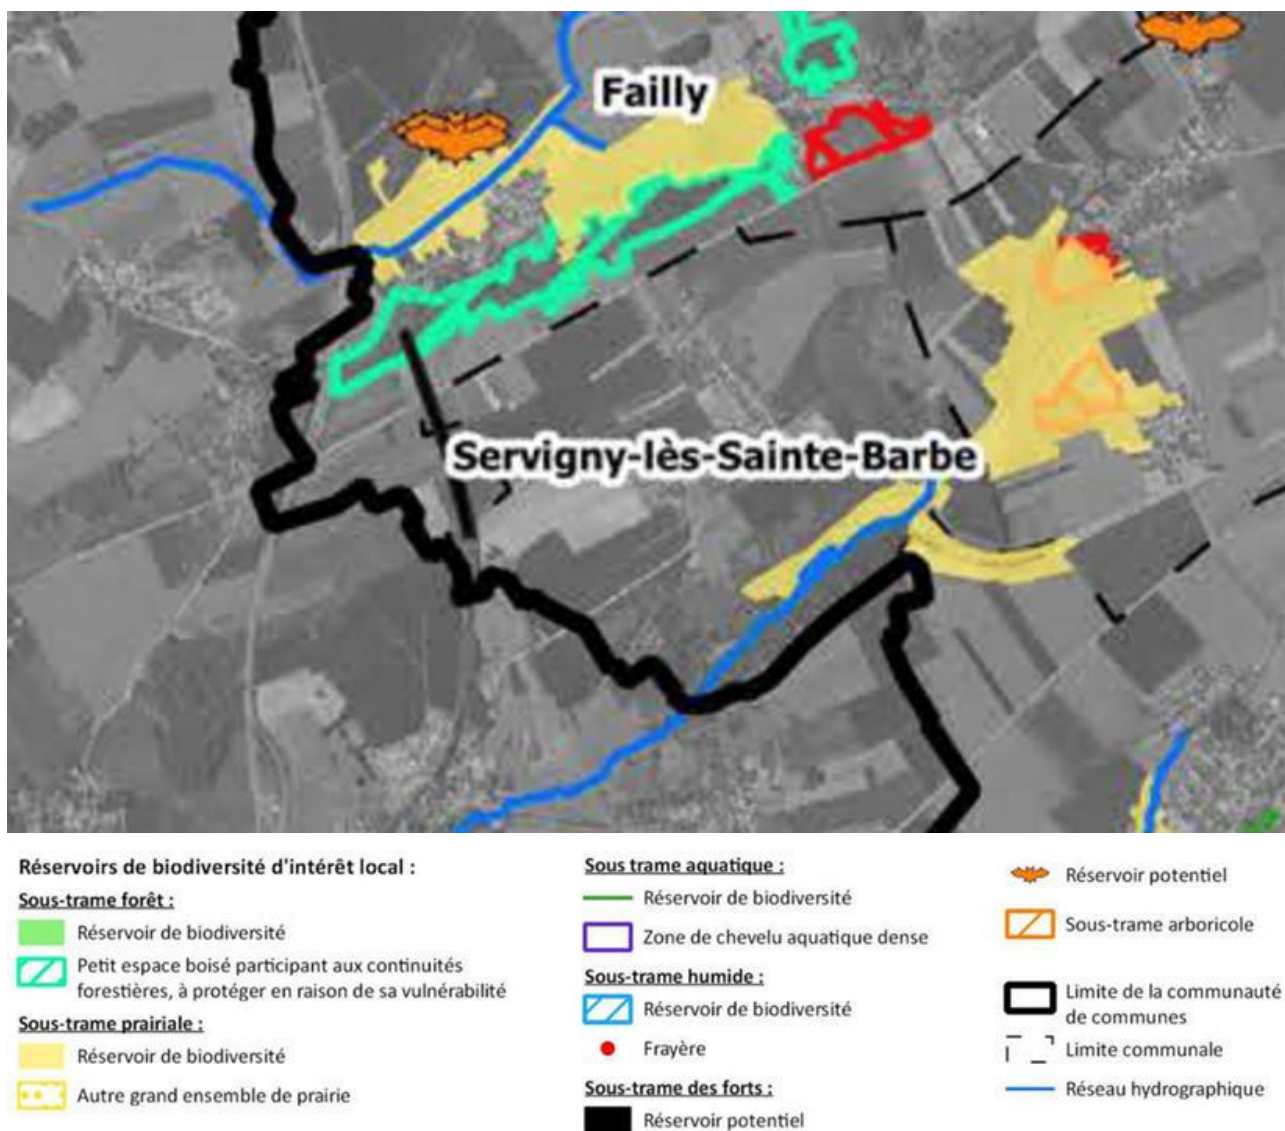 Failly
Servigny-lès-Sainte-Barbe
Réservoirs de biodiversité d'intérêt local :
Sous-trame forêt :
Réservoir de biodiversité
Petit espace boisé participant aux continuités
forestières, à protéger en raison de sa vulnérabilité
Sous-trame prairiale :
Réservoir de biodiversité
Autre grand ensemble de prairie
Sous trame aquatique :
Réservoir de biodiversité
Zone de chevelu aquatique dense
Sous-trame humide :
Réservoir de biodiversité
Frayère
Sous-trame des forts :
Réservoir potentiel
Réservoir potentiel
Sous-trame arboricole
Limite de la communauté
de communes
Limite communale
Réseau hydrographique